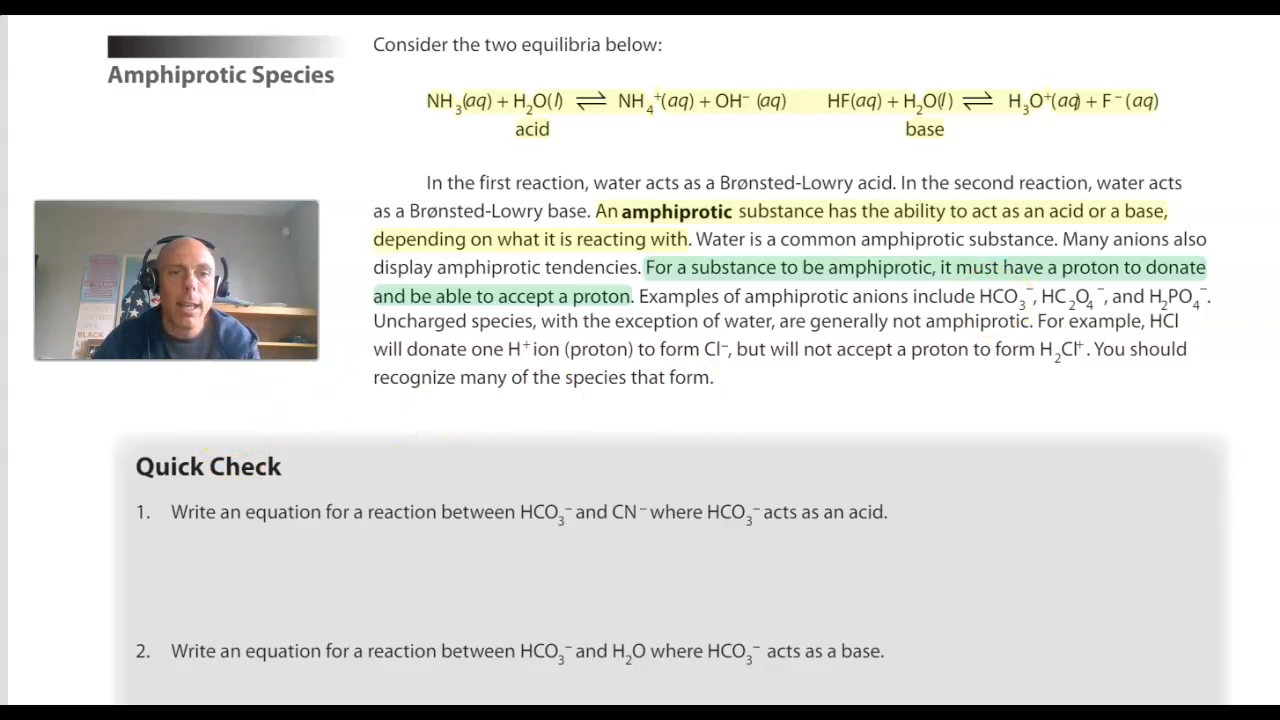 Amphiprotic Species
Consider the two equilibria below:
NH₃(aq) + H₂O(l) ⇌ NH₄⁺(aq) + OH⁻ (aq) HF(aq) + H₂O(l) ⇌ H₃O⁺(aq) + F⁻ (aq)
acid base
In the first reaction, water acts as a Brønsted-Lowry acid. In the second reaction, water acts
as a Brønsted-Lowry base. An amphiprotic substance has the ability to act as an acid or a base,
depending on what it is reacting with. Water is a common amphiprotic substance. Many anions also
display amphiprotic tendencies. For a substance to be amphiprotic, it must have a proton to donate
and be able to accept a proton. Examples of amphiprotic anions include HCO₃⁻, HC₂O₄⁻, and H₂PO₄⁻.
Uncharged species, with the exception of water, are generally not amphiprotic. For example, HCl
will donate one H⁺ ion (proton) to form Cl⁻, but will not accept a proton to form H₂Cl⁺. You should
recognize many of the species that form.
BLACK
Quick Check
1. Write an equation for a reaction between HCO₃⁻ and CN⁻ where HCO₃⁻ acts as an acid.
2. Write an equation for a reaction between HCO₃⁻ and H₂O where HCO₃⁻ acts as a base.